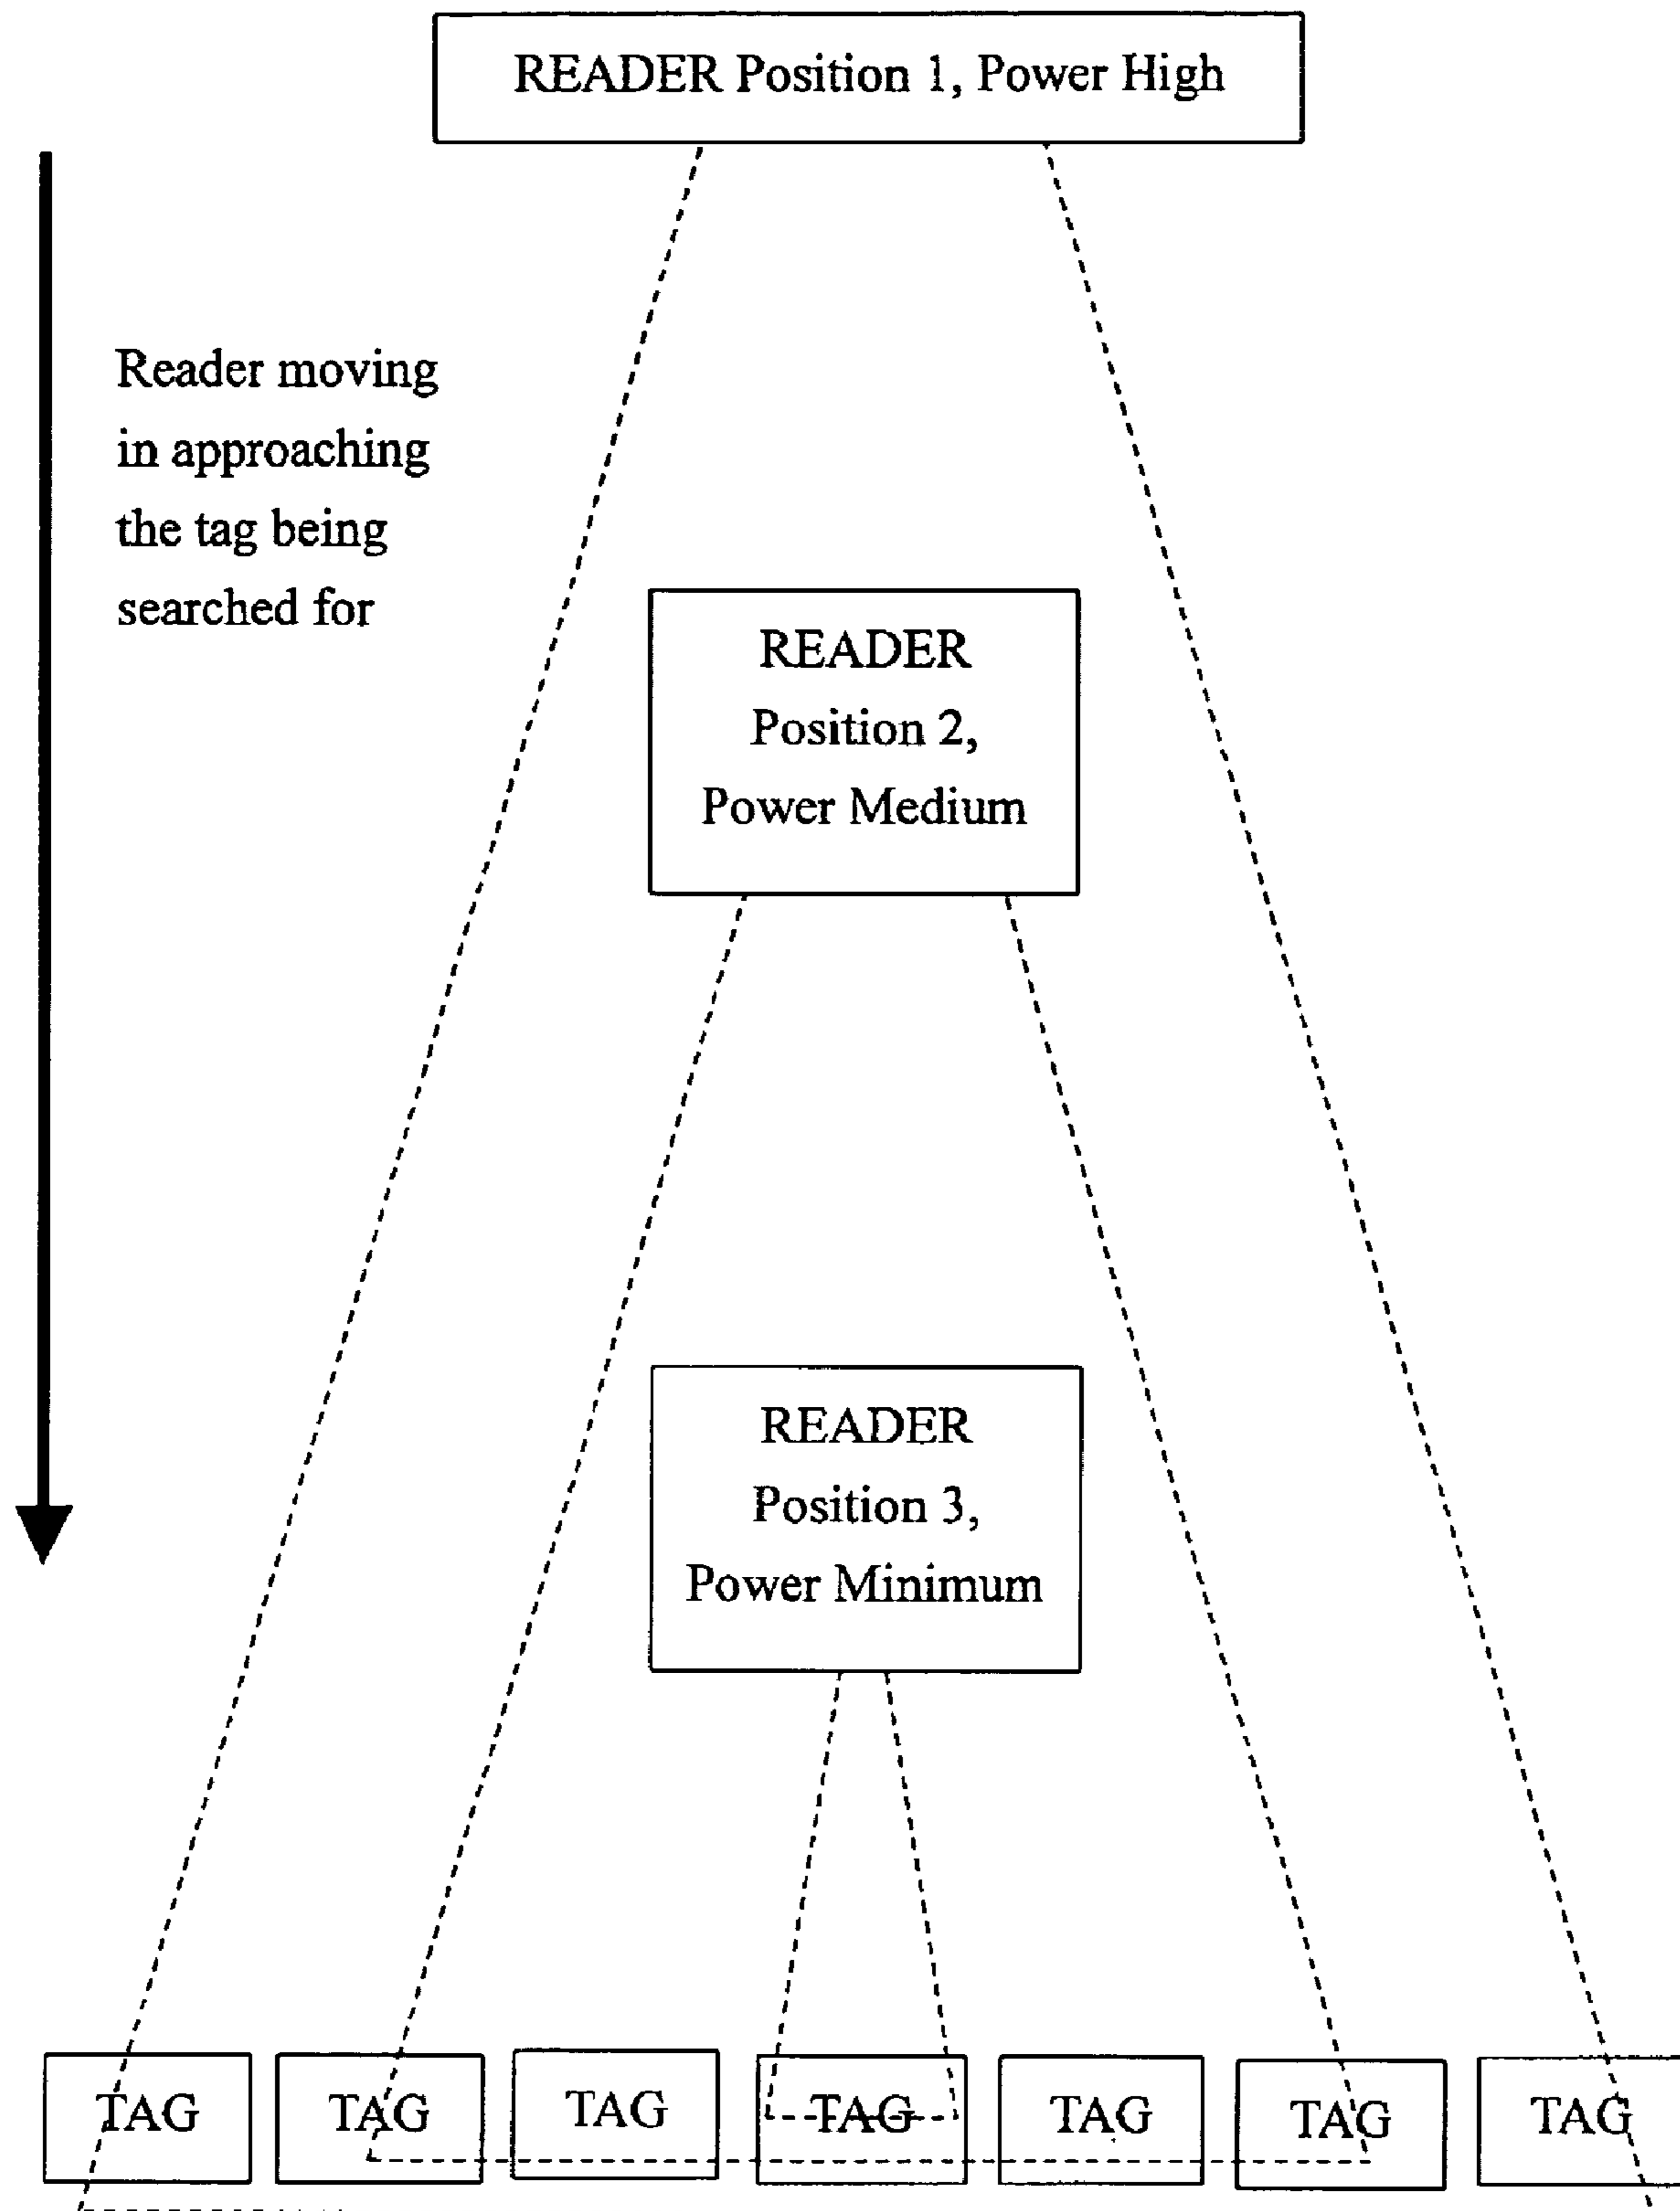 READER Position 1, Power High
Reader moving
in approaching
the tag being
searched for
READER
Position 2,
Power Medium
READER
Position 3,
Power Minimum
TAG TAG TAG TAG TAG TAG TAG